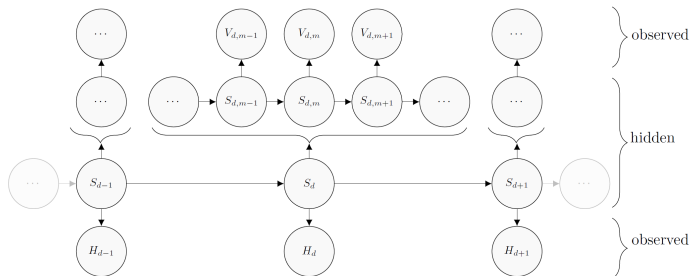 ··· V_{d,m−1} V_{d,m} V_{d,m+1} ··· observed
··· ··· S_{d,m−1} S_{d,m} S_{d,m+1} ··· ···
hidden
··· S_{d−1} S_d S_{d+1} ···
H_{d−1} H_d H_{d+1} observed